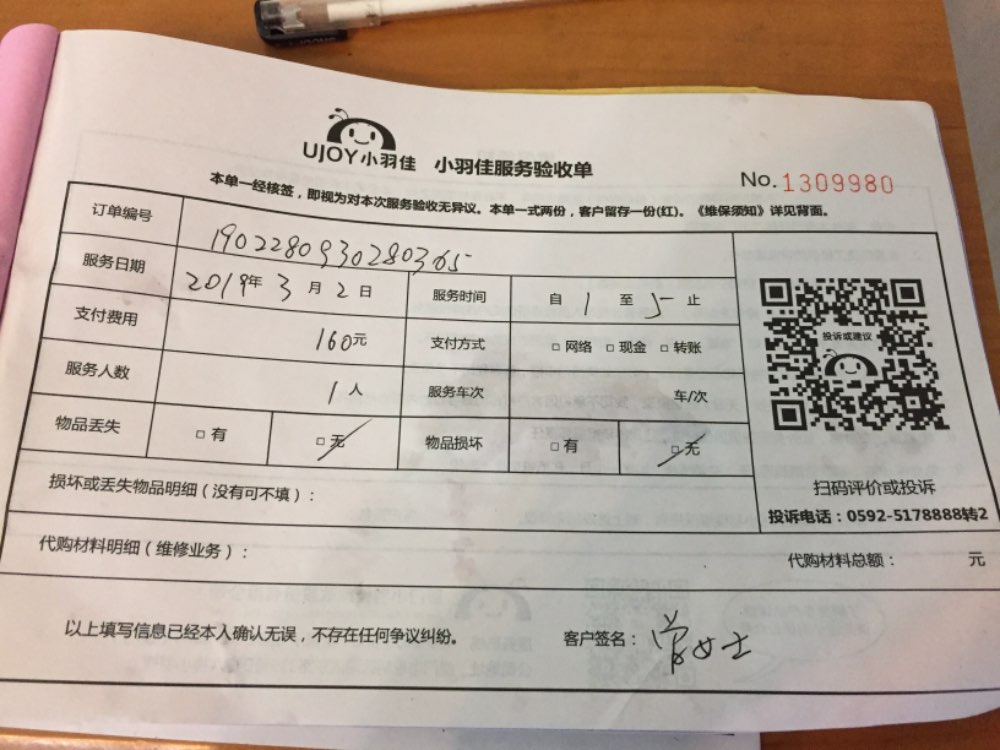 UJOY小羽佳 小羽佳服务验收单
No.1309980
本单一经核签，即视为对本次服务验收无异议。本单一式两份，客户留存一份(红)。《维保须知》详见背面。
订单编号 1902280930280365
服务日期 2019年 3 月 2 日 服务时间 自 1 至 5 止
支付费用 160元 支付方式 □ 网络 □ 现金 □ 转账
服务人数 1 人 服务车次 车/次
物品丢失 □ 有 □ 无 物品损坏 □ 有 □ 无
投诉或建议
扫码评价或投诉
投诉电话：0592-5178888转2
损坏或丢失物品明细（没有可不填）：
代购材料明细（维修业务）： 代购材料总额： 元
以上填写信息已经本人确认无误，不存在任何争议纠纷。 客户签名： 女士